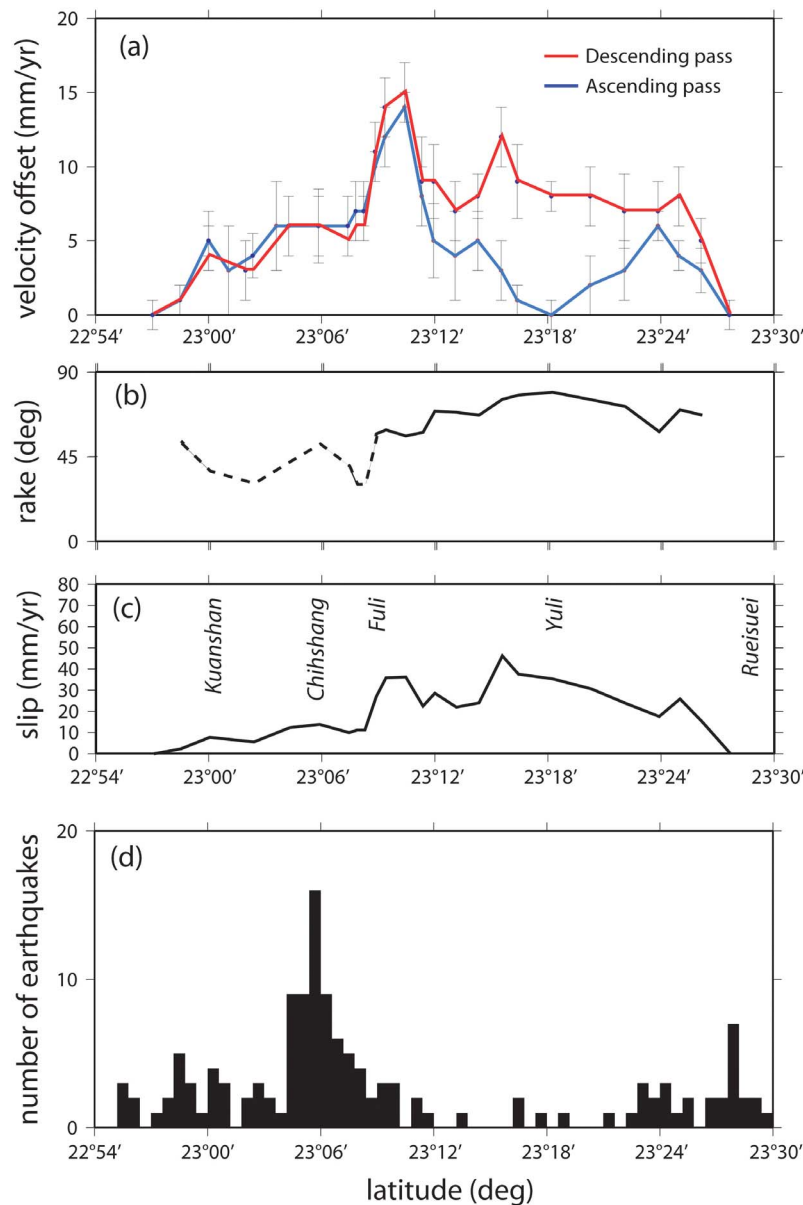 20
15
10
5
0
velocity offset (mm/yr)
(a)
Descending pass
Ascending pass
22°54′ 23°00′ 23°06′ 23°12′ 23°18′ 23°24′ 23°30′
90
45
0
rake (deg)
(b)
80
70
60
50
40
30
20
10
0
slip (mm/yr)
(c)
Kuanshan
Chihshang
Fuli
Yuli
Rueisuei
22°54′ 23°00′ 23°06′ 23°12′ 23°18′ 23°24′ 23°30′
20
10
0
number of earthquakes
(d)
22°54′ 23°00′ 23°06′ 23°12′ 23°18′ 23°24′ 23°30′
latitude (deg)